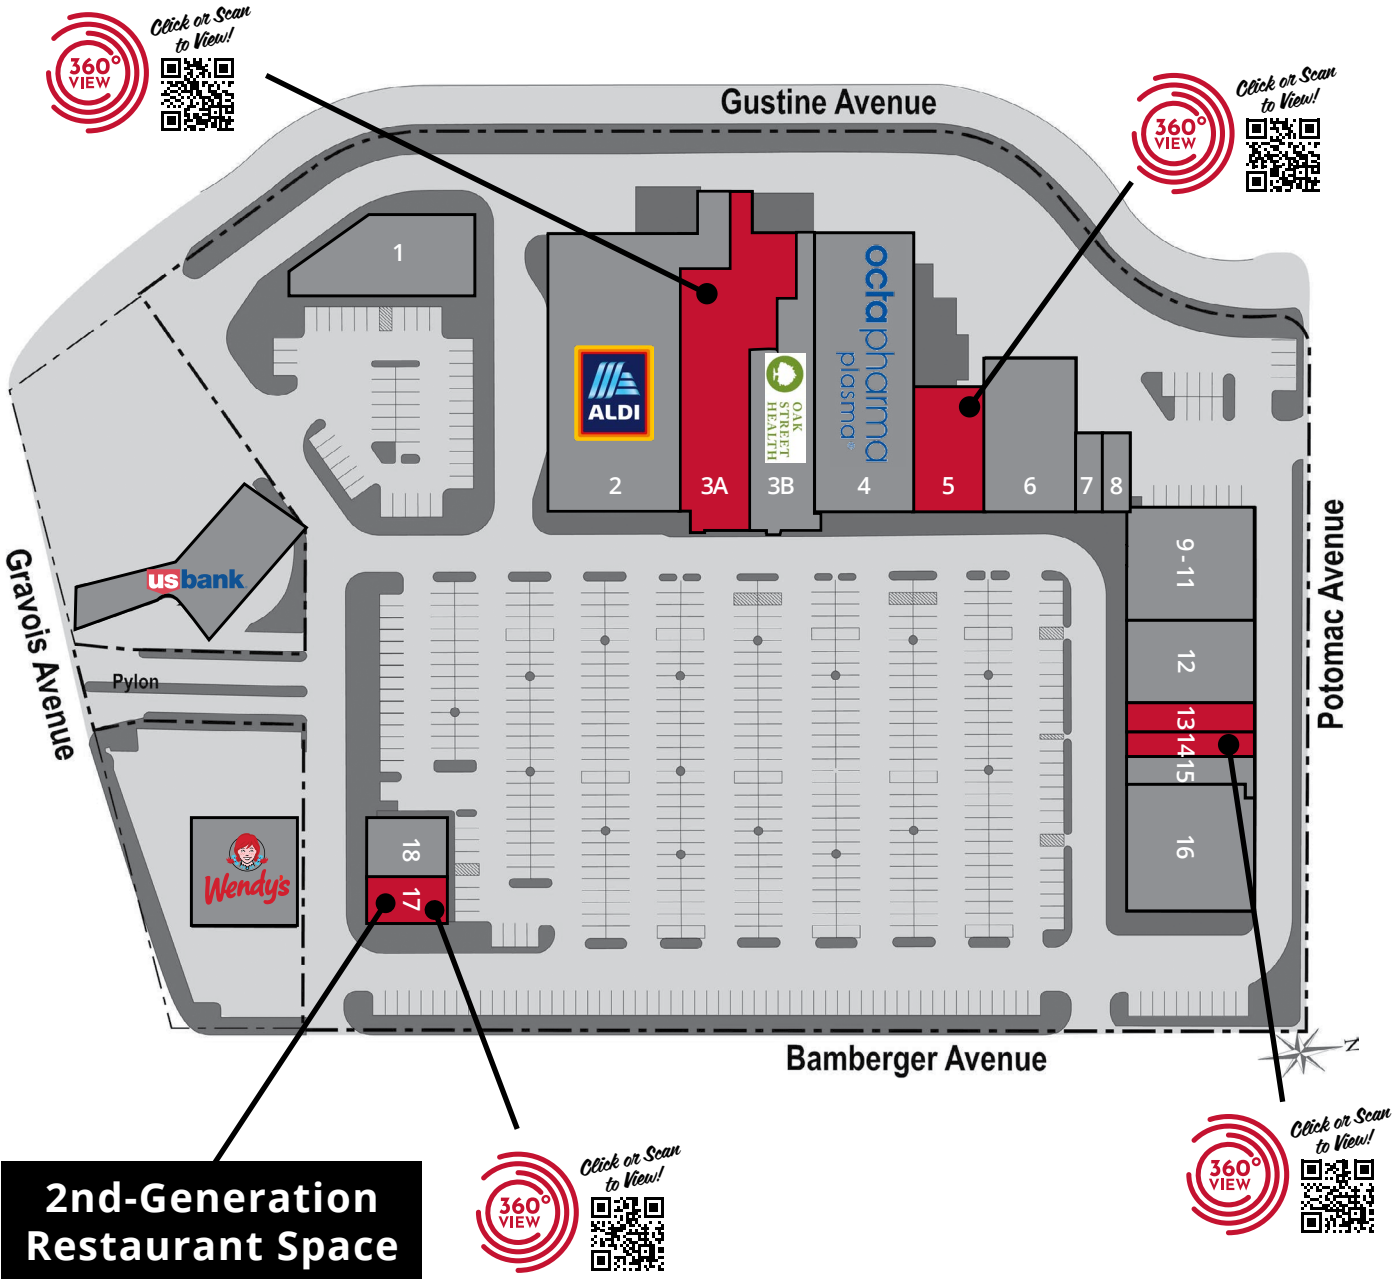 Click or Scan
to View!
360°
VIEW
Click or Scan
to View!
360°
VIEW
Gustine Avenue
1
ALDI
2
3A
OAK
STREET
HEALTH
3B
octapharma
plasma
4
5
6
7
8
9-11
12
13
14
15
16
Potomac Avenue
usbank
Gravois Avenue
Pylon
Wendy's
18
17
Bamberger Avenue
N
2nd-Generation
Restaurant Space
Click or Scan
to View!
360°
VIEW
Click or Scan
to View!
360°
VIEW